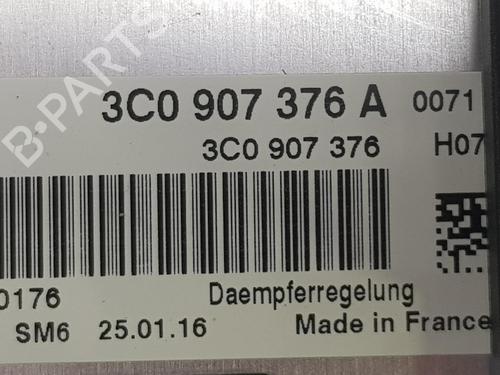 B-PARTS
3C0 907 376 A 0071
3C0 907 376 H07
0176 Daempferregelung
SM6 25.01.16 Made in France